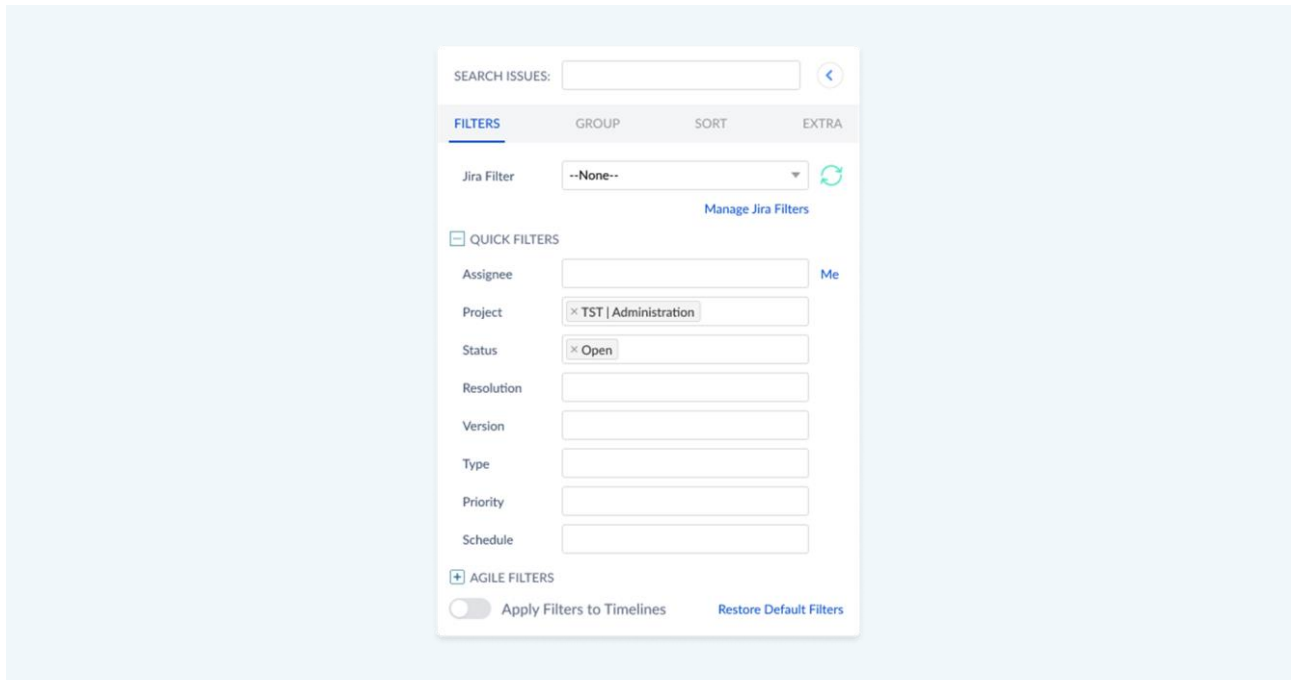 SEARCH ISSUES:
FILTERS GROUP SORT EXTRA
Jira Filter --None--
Manage Jira Filters
QUICK FILTERS
Assignee Me
Project × TST | Administration
Status × Open
Resolution
Version
Type
Priority
Schedule
AGILE FILTERS
Apply Filters to Timelines Restore Default Filters